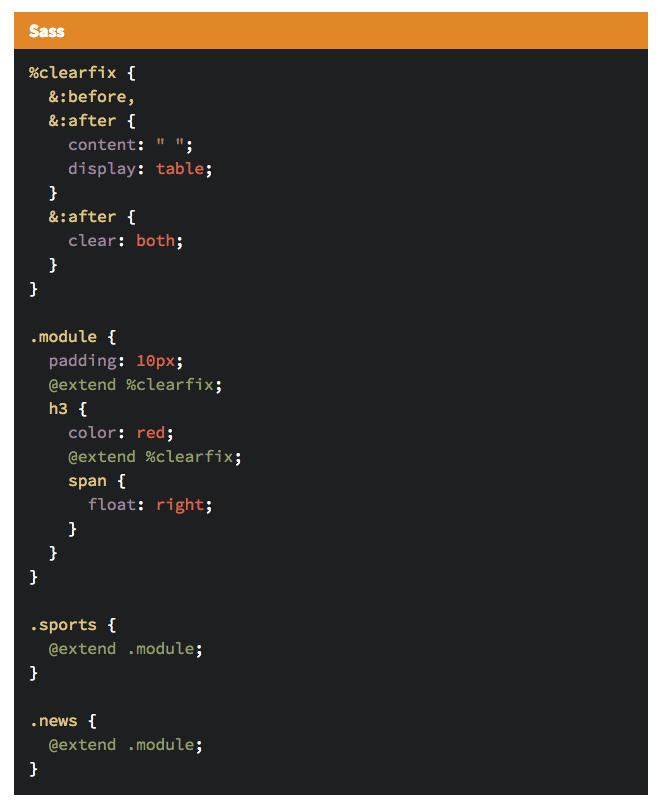 Sass
%clearfix {
  &:before,
  &:after {
    content: " ";
    display: table;
  }
  &:after {
    clear: both;
  }
}

.module {
  padding: 10px;
  @extend %clearfix;
  h3 {
    color: red;
    @extend %clearfix;
    span {
      float: right;
    }
  }
}

.sports {
  @extend .module;
}

.news {
  @extend .module;
}